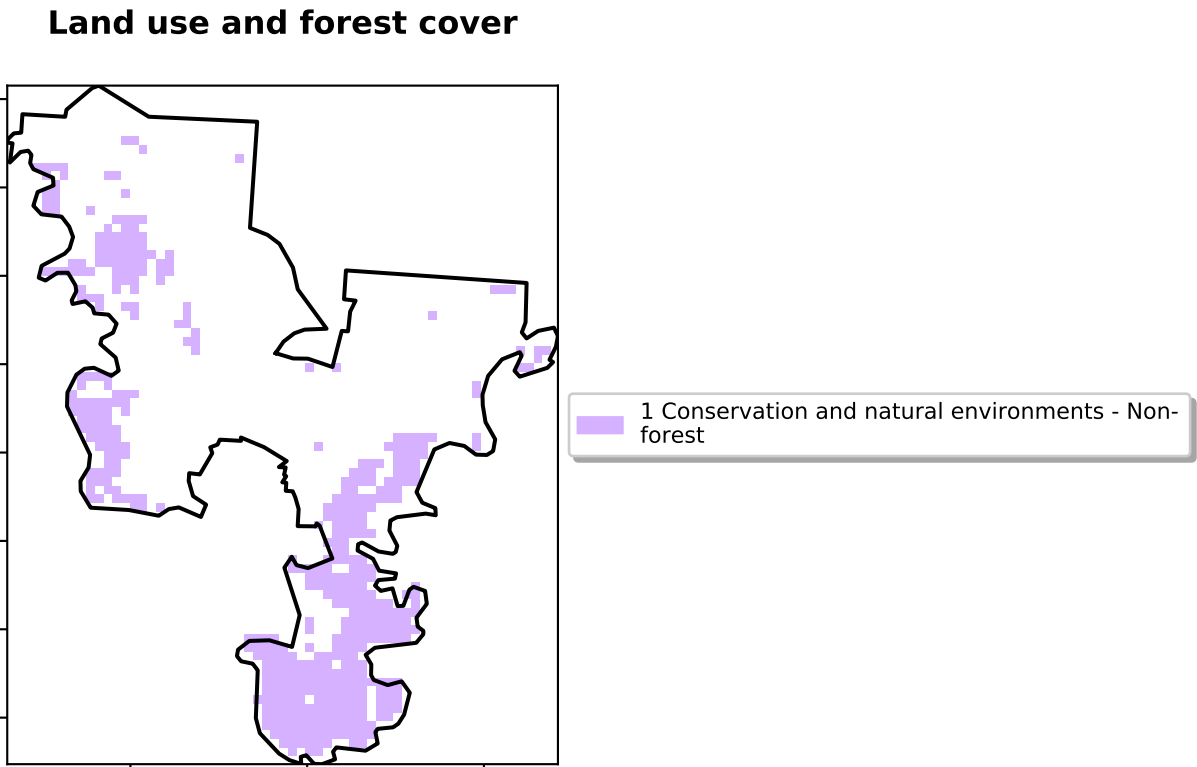 Land use and forest cover
1 Conservation and natural environments - Non-
forest